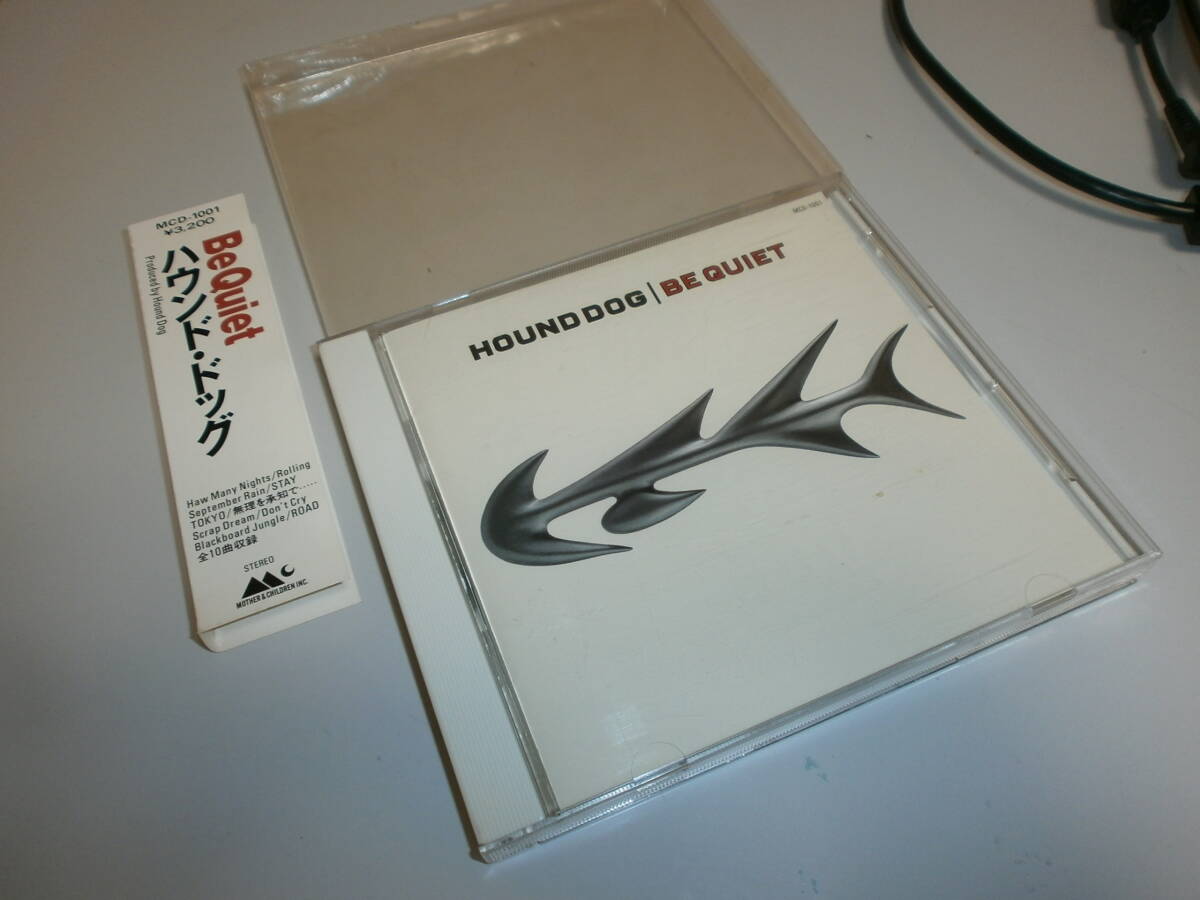 MCD-1001
¥3,200
BeQuiet
ハウンド・ドッグ
Produced by Hound Dog
Haw Many Nights/Rolling
September Rain/STAY
TOKYO/無理を承知で……
Scrap Dream/Don't Cry
Blackboard Jungle/ROAD
全10曲収録
STEREO
MOTHER & CHILDREN INC.
MCD-1001
HOUND DOG | BE QUIET